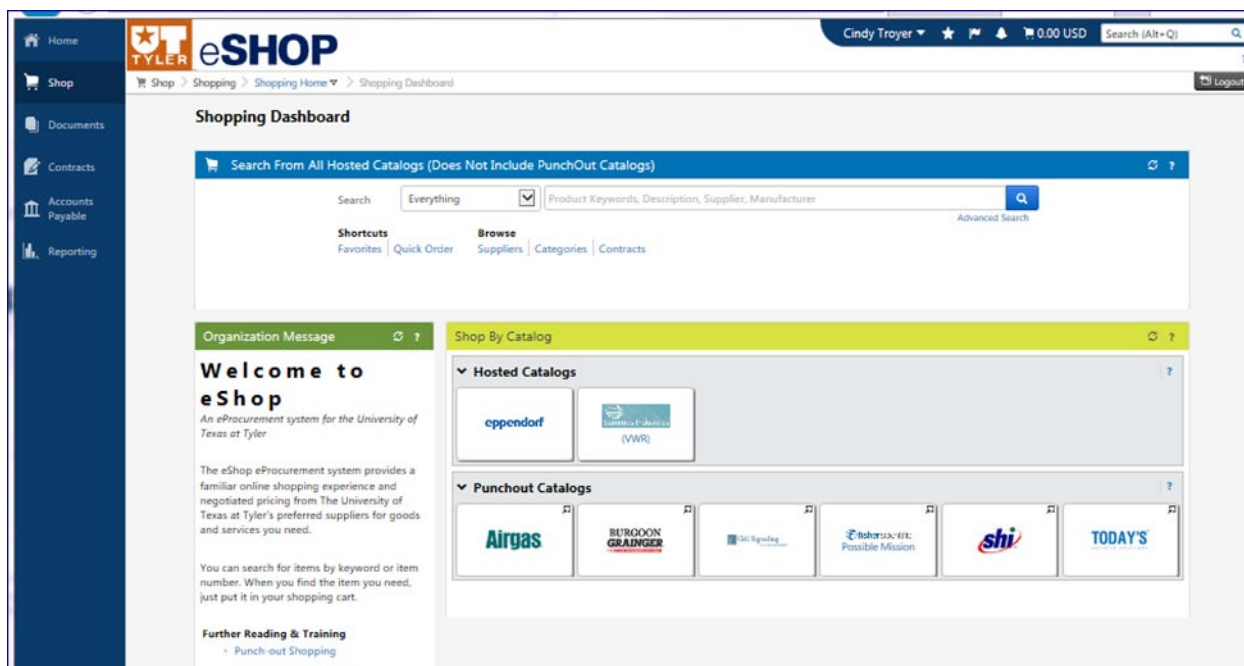 Home
Shop
Documents
Contracts
Accounts
Payable
Reporting
UT
TYLER
eSHOP
Cindy Troyer
0.00 USD
Search (Alt+Q)
Shop > Shopping > Shopping Home > Shopping Dashboard
Logout
Shopping Dashboard
Search From All Hosted Catalogs (Does Not Include PunchOut Catalogs)
?
Search
Everything
Product Keywords, Description, Supplier, Manufacturer
Advanced Search
Shortcuts
Browse
Favorites | Quick Order
Suppliers | Categories | Contracts
Organization Message
?
Welcome to
eShop
An eProcurement system for the University of
Texas at Tyler
The eShop eProcurement system provides a
familiar online shopping experience and
negotiated pricing from The University of
Texas at Tyler's preferred suppliers for goods
and services you need.
You can search for items by keyword or item
number. When you find the item you need,
just put it in your shopping cart.
Further Reading & Training
Punch-out Shopping
Shop By Catalog
?
Hosted Catalogs
?
eppendorf
(VWR)
Punchout Catalogs
?
Airgas
BURGOON
GRAINGER
Cell Signaling
fisher scientific
Possible Mission
shi
TODAY'S